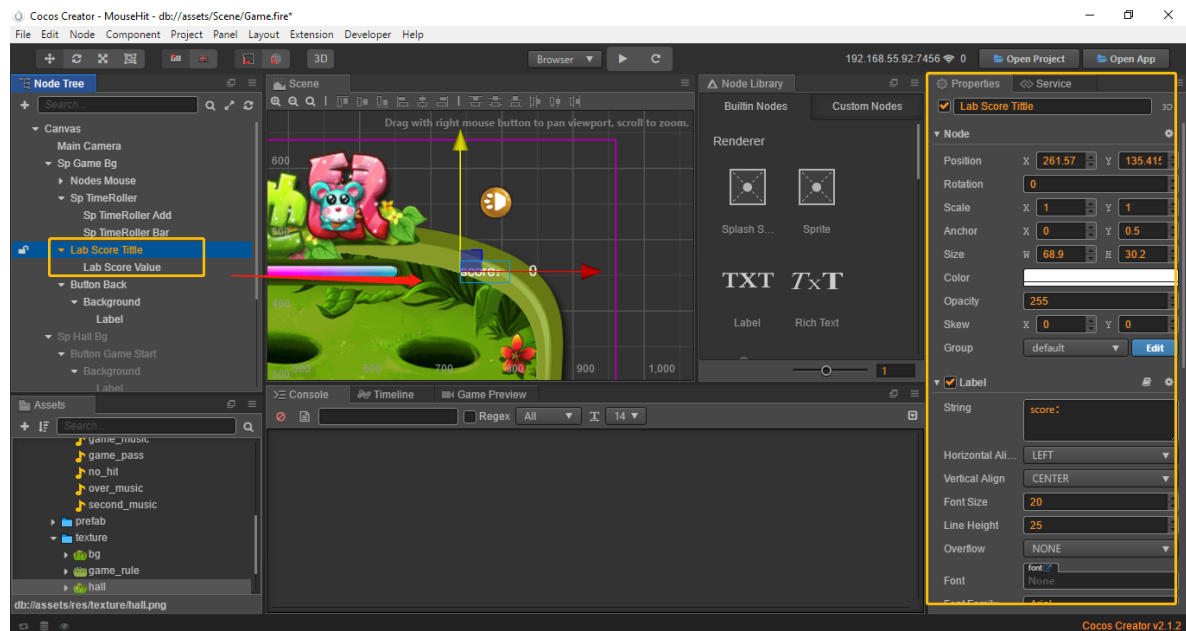 Cocos Creator - MouseHit - db://assets/Scene/Game.fire*
File Edit Node Component Project Panel Layout Extension Developer Help
3D Browser 192.168.55.92:7456 0 Open Project Open App
Node Tree
Search...
Canvas
Main Camera
Sp Game Bg
Nodes Mouse
Sp TimeRoller
Sp TimeRoller Add
Sp TimeRoller Bar
Lab Score Tittle
Lab Score Value
Button Back
Background
Label
Sp Hall Bg
Button Game Start
Background
Label
Assets
Search...
game_music
game_pass
no_hit
over_music
second_music
prefab
texture
bg
game_rule
hall
db://assets/res/texture/hall.png
Scene
Drag with right mouse button to pan viewport, scroll to zoom.
600
500
score: 0
400
300 500 600 700 800 900 1,000
Console Timeline Game Preview
Regex All 14
Node Library
Builtin Nodes Custom Nodes
Renderer
Splash S... Sprite
TXT TxT
Label Rich Text
1
Properties Service
Lab Score Tittle 3D
Node
Position X 261.57 Y 135.415
Rotation 0
Scale X 1 Y 1
Anchor X 0 Y 0.5
Size W 68.9 H 30.2
Color
Opacity 255
Skew X 0 Y 0
Group default Edit
Label
String score：
Horizontal Ali... LEFT
Vertical Align CENTER
Font Size 20
Line Height 25
Overflow NONE
font
Font None
Font Family Arial
Cocos Creator v2.1.2